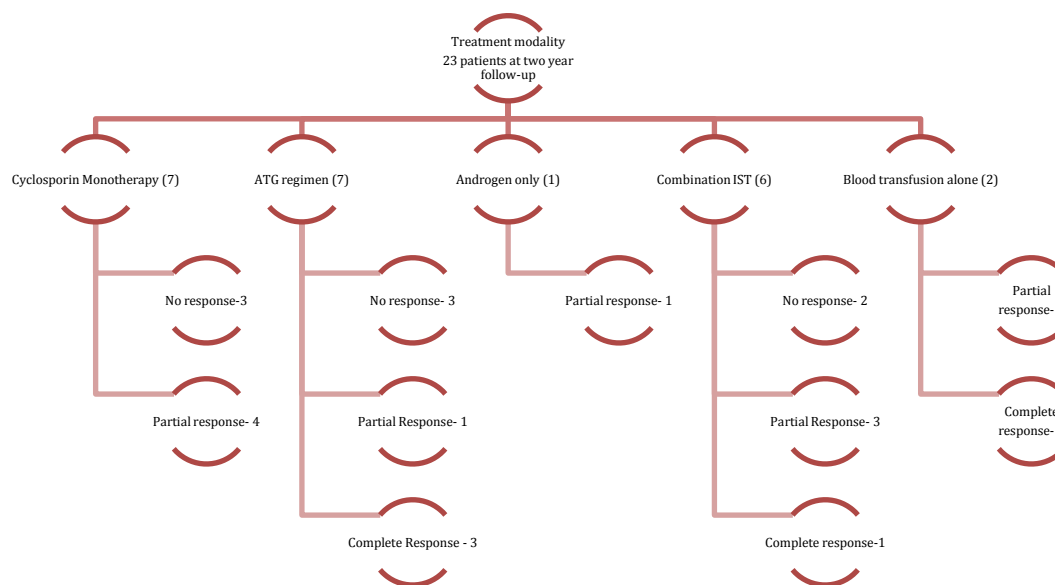 Treatment modality
23 patients at two year
follow-up
Cyclosporin Monotherapy (7)
ATG regimen (7)
Androgen only (1)
Combination IST (6)
Blood transfusion alone (2)
No response-3
No response- 3
Partial response- 1
No response- 2
Partial
response-
Partial response- 4
Partial Response- 1
Partial Response- 3
Complete
response-
Complete Response - 3
Complete response-1